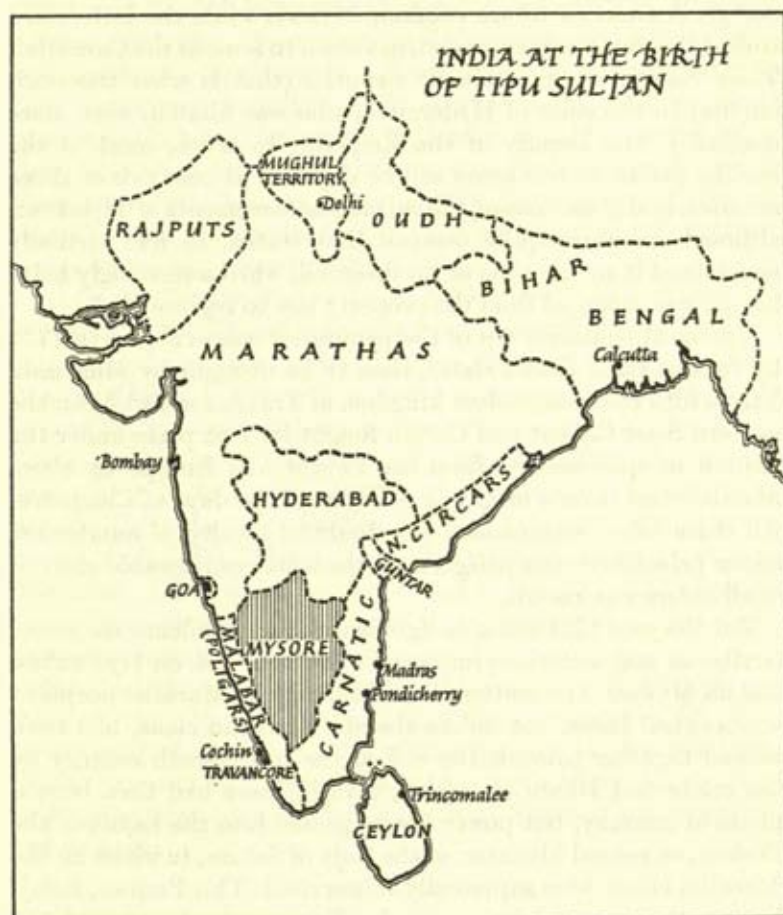 INDIA AT THE BIRTH
OF TIPU SULTAN
MUGHUL
TERRITORY
Delhi
RAJPUTS
OUDH
BIHAR
BENGAL
MARATHAS
Calcutta
Bombay
HYDERABAD
N. CIRCARS
GUNTAR
GOA
MYSORE
MALABAR
(POLIGHRS)
CARNATIC
Madras
Pondicherry
Cochin
TRAVANCORE
Trincomalee
CEYLON